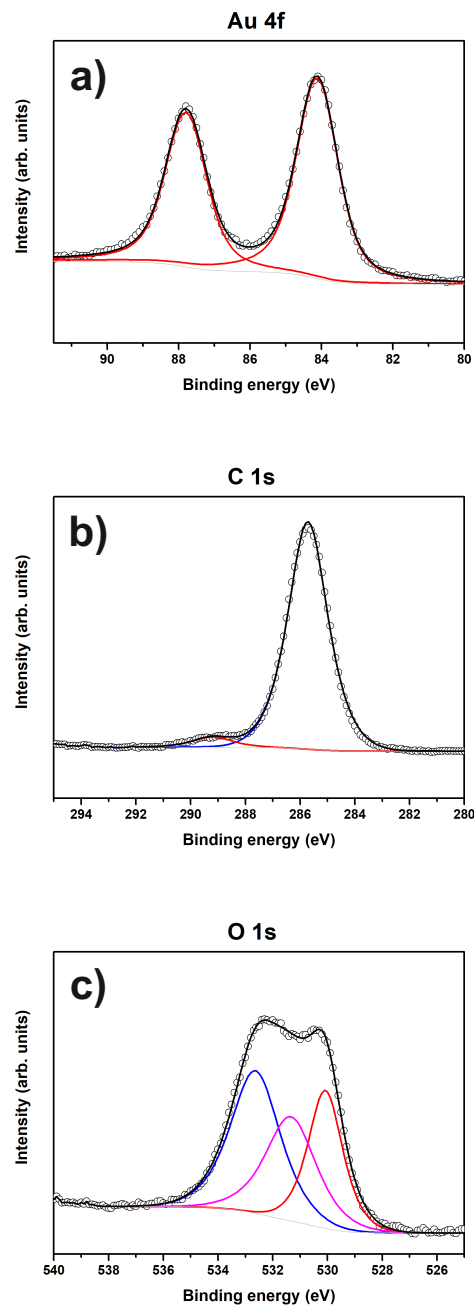 Au 4f
a)
Intensity (arb. units)
90 88 86 84 82 80
Binding energy (eV)
C 1s
b)
Intensity (arb. units)
294 292 290 288 286 284 282 280
Binding energy (eV)
O 1s
c)
Intensity (arb. units)
540 538 536 534 532 530 528 526
Binding energy (eV)